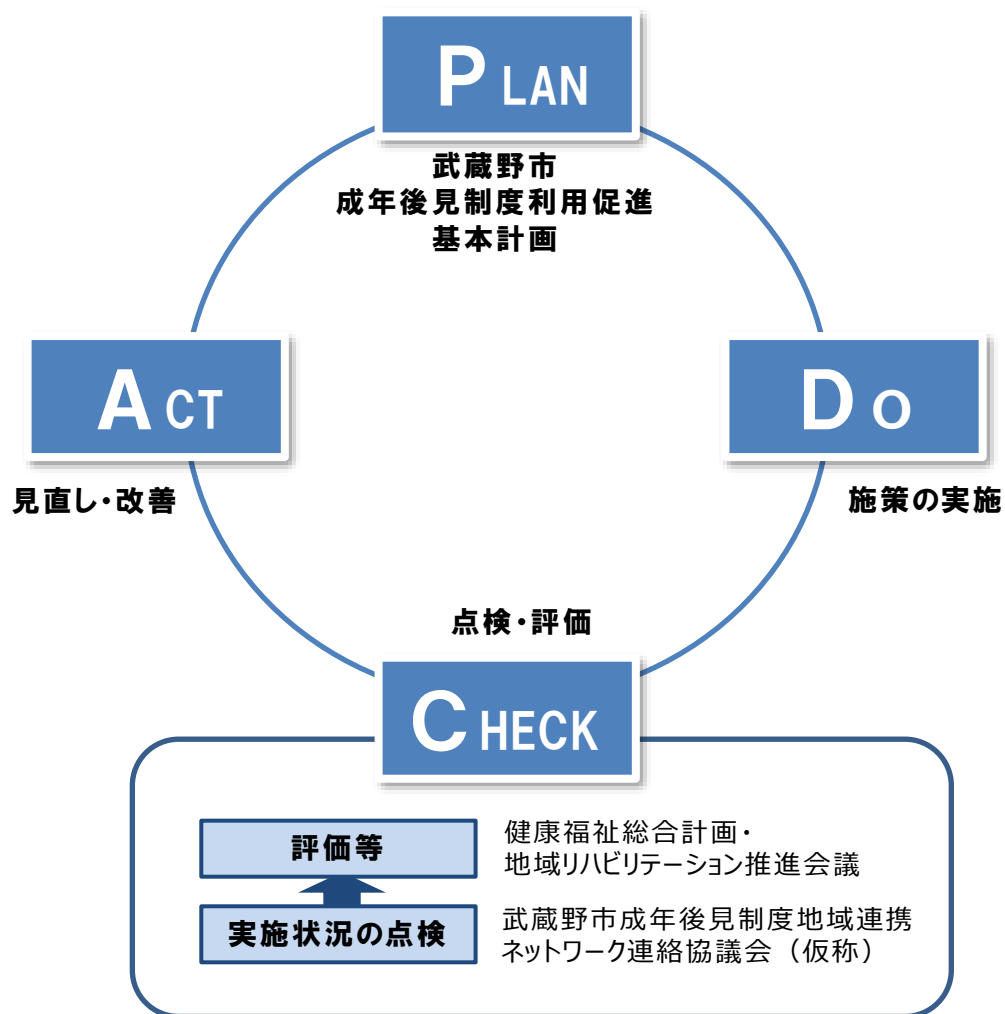 PLAN
武蔵野市
成年後見制度利用促進
基本計画
ACT
DO
見直し・改善
施策の実施
点検・評価
CHECK
評価等
健康福祉総合計画・
地域リハビリテーション推進会議
実施状況の点検
武蔵野市成年後見制度地域連携
ネットワーク連絡協議会（仮称）